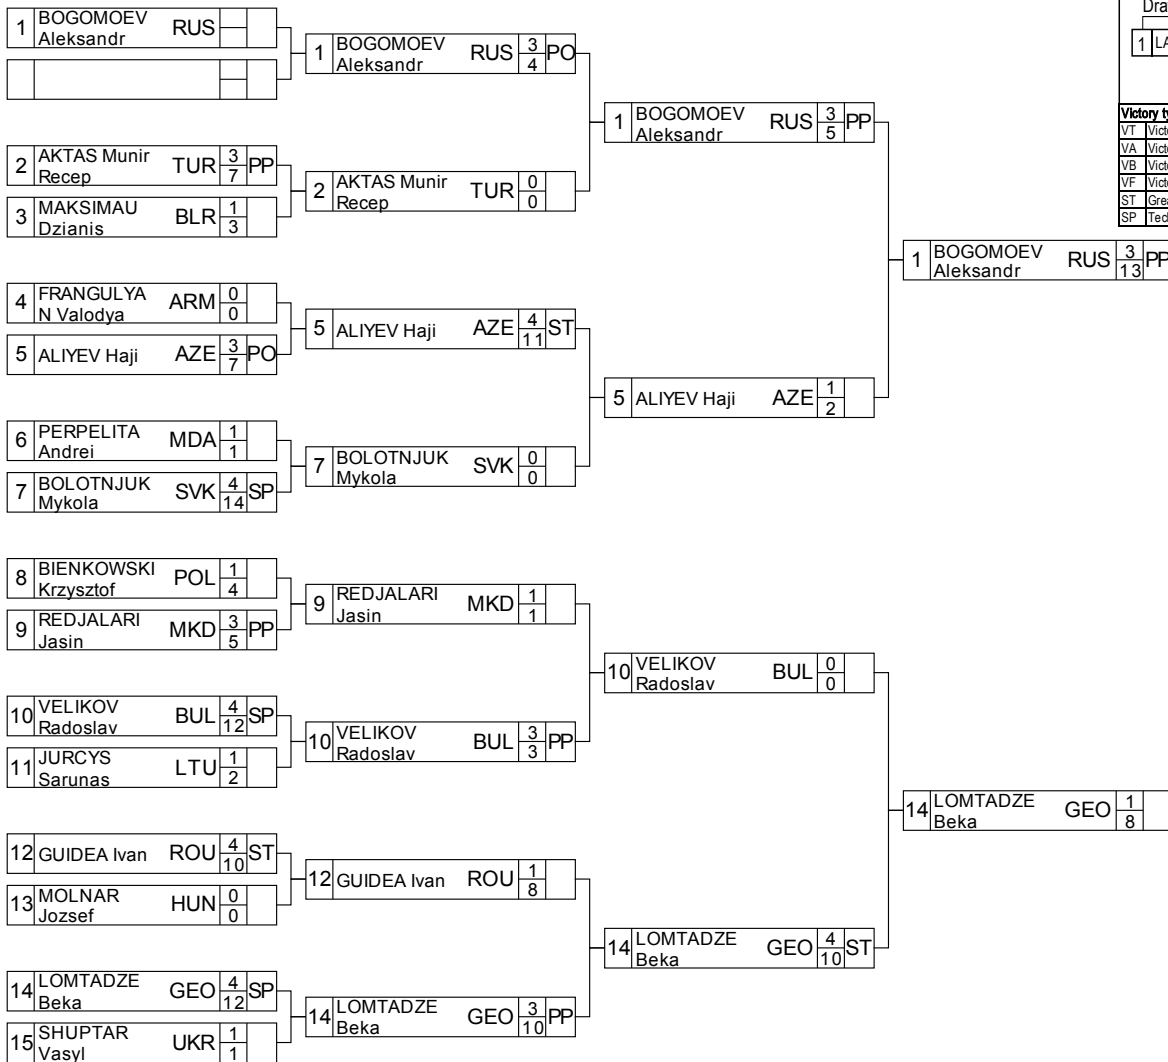 1 BOGOMOEV Aleksandr RUS
2 AKTAS Munir Recep TUR 3 7 PP
3 MAKSIMAU Dzianis BLR 1 3
4 FRANGULYA N Valodya ARM 0 0
5 ALIYEV Haji AZE 3 7 PO
6 PERPELITA Andrei MDA 1 1
7 BOLOTNJUK Mykola SVK 4 14 SP
8 BIENKOWSKI Krzysztof POL 1 4
9 REDJALARI Jasin MKD 3 5 PP
10 VELIKOV Radoslav BUL 4 12 SP
11 JURCYS Sarunas LTU 1 2
12 GUIDEA Ivan ROU 4 10 ST
13 MOLNAR Jozsef HUN 0 0
14 LOMTADZE Beka GEO 4 12 SP
15 SHUPTAR Vasyl UKR 1 1
1 BOGOMOEV Aleksandr RUS 3 4 PO
2 AKTAS Munir Recep TUR 0 0
5 ALIYEV Haji AZE 4 11 ST
7 BOLOTNJUK Mykola SVK 0 0
9 REDJALARI Jasin MKD 1 1
10 VELIKOV Radoslav BUL 3 3 PP
12 GUIDEA Ivan ROU 1 8
14 LOMTADZE Beka GEO 3 10 PP
1 BOGOMOEV Aleksandr RUS 3 5 PP
5 ALIYEV Haji AZE 1 2
10 VELIKOV Radoslav BUL 0 0
14 LOMTADZE Beka GEO 4 10 ST
1 BOGOMOEV Aleksandr RUS 3 13 PP
14 LOMTADZE Beka GEO 1 8
1
VT
VA
VB
VF
ST
SP